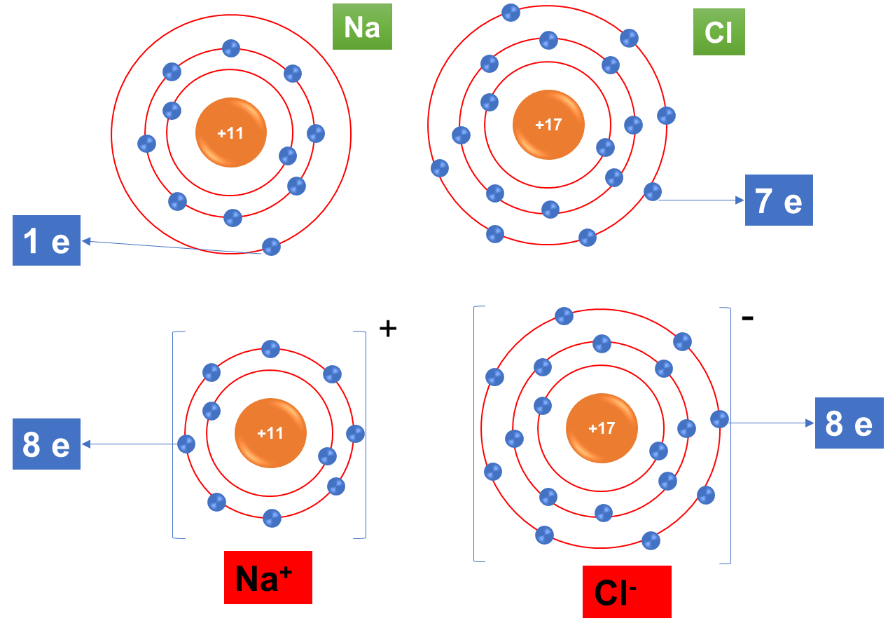 Na
Cl
+11
+17
7 e
1 e
+
-
8 e
+11
+17
8 e
Na⁺
Cl⁻